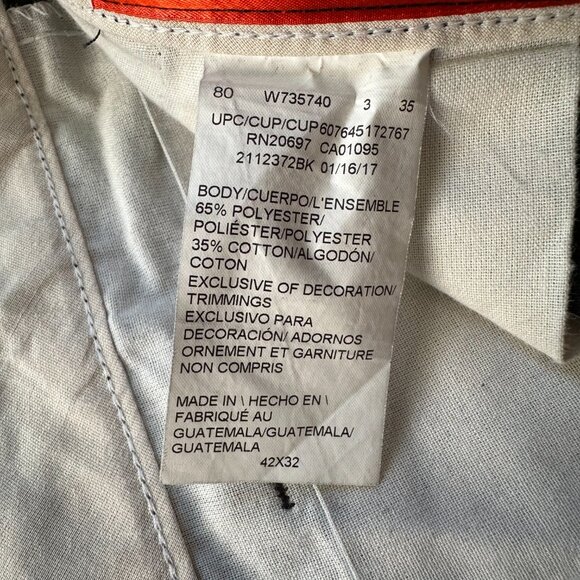 80 W735740 3 35
UPC/CUP/CUP607645172767
RN20697 CA01095
2112372BK 01/16/17
BODY/CUERPO/L'ENSEMBLE
65% POLYESTER/
POLIÉSTER/POLYESTER
35% COTTON/ALGODÓN/
COTON
EXCLUSIVE OF DECORATION/
TRIMMINGS
EXCLUSIVO PARA
DECORACIÓN/ ADORNOS
ORNEMENT ET GARNITURE
NON COMPRIS
MADE IN \ HECHO EN \
FABRIQUÉ AU
GUATEMALA/GUATEMALA/
GUATEMALA
42X32